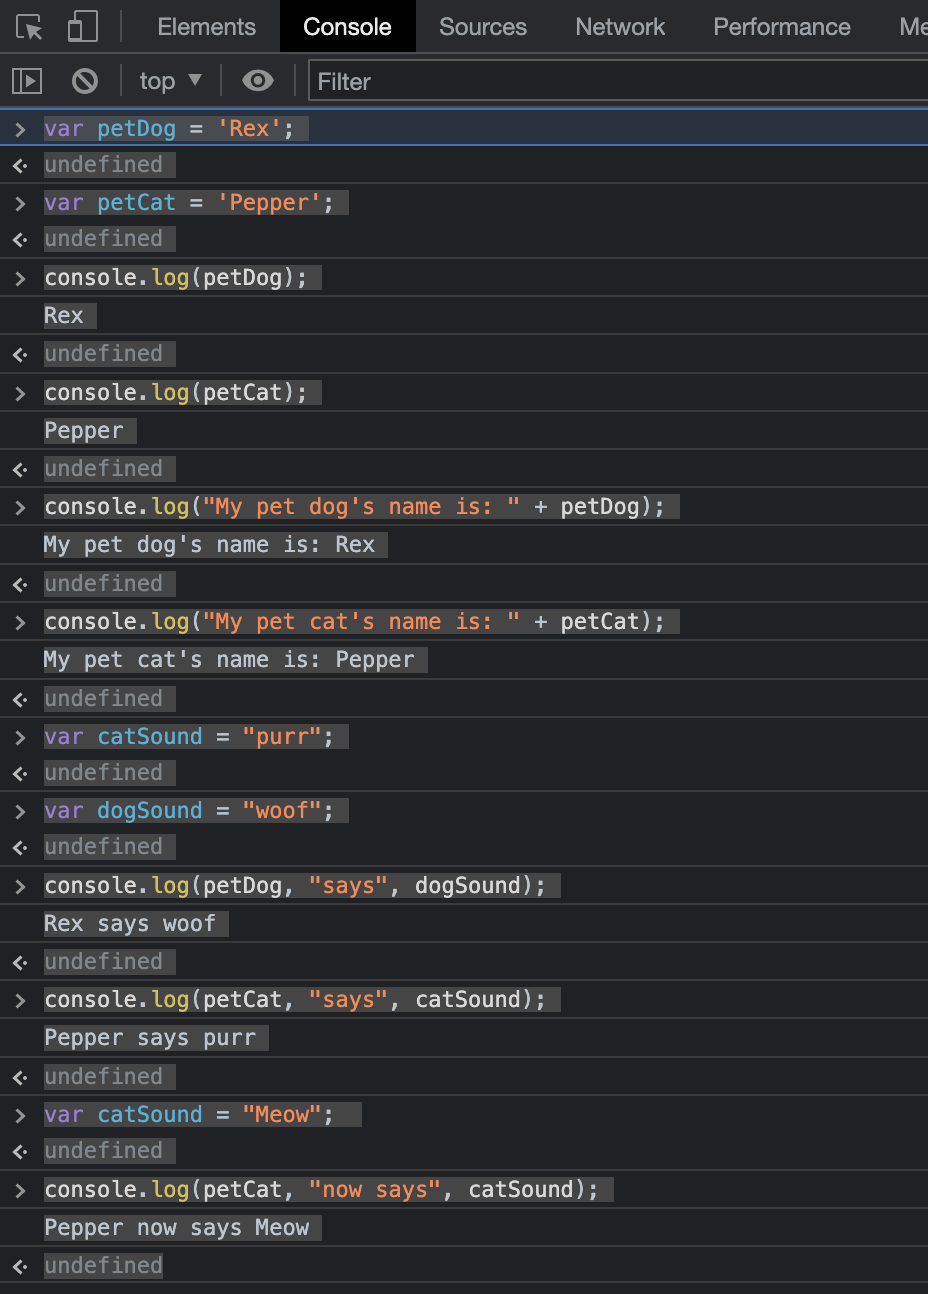 Elements Console Sources Network Performance Me
top ▼ Filter
> var petDog = 'Rex';
<· undefined
> var petCat = 'Pepper';
<· undefined
> console.log(petDog);
Rex
<· undefined
> console.log(petCat);
Pepper
<· undefined
> console.log("My pet dog's name is: " + petDog);
My pet dog's name is: Rex
<· undefined
> console.log("My pet cat's name is: " + petCat);
My pet cat's name is: Pepper
<· undefined
> var catSound = "purr";
<· undefined
> var dogSound = "woof";
<· undefined
> console.log(petDog, "says", dogSound);
Rex says woof
<· undefined
> console.log(petCat, "says", catSound);
Pepper says purr
<· undefined
> var catSound = "Meow";
<· undefined
> console.log(petCat, "now says", catSound);
Pepper now says Meow
<· undefined